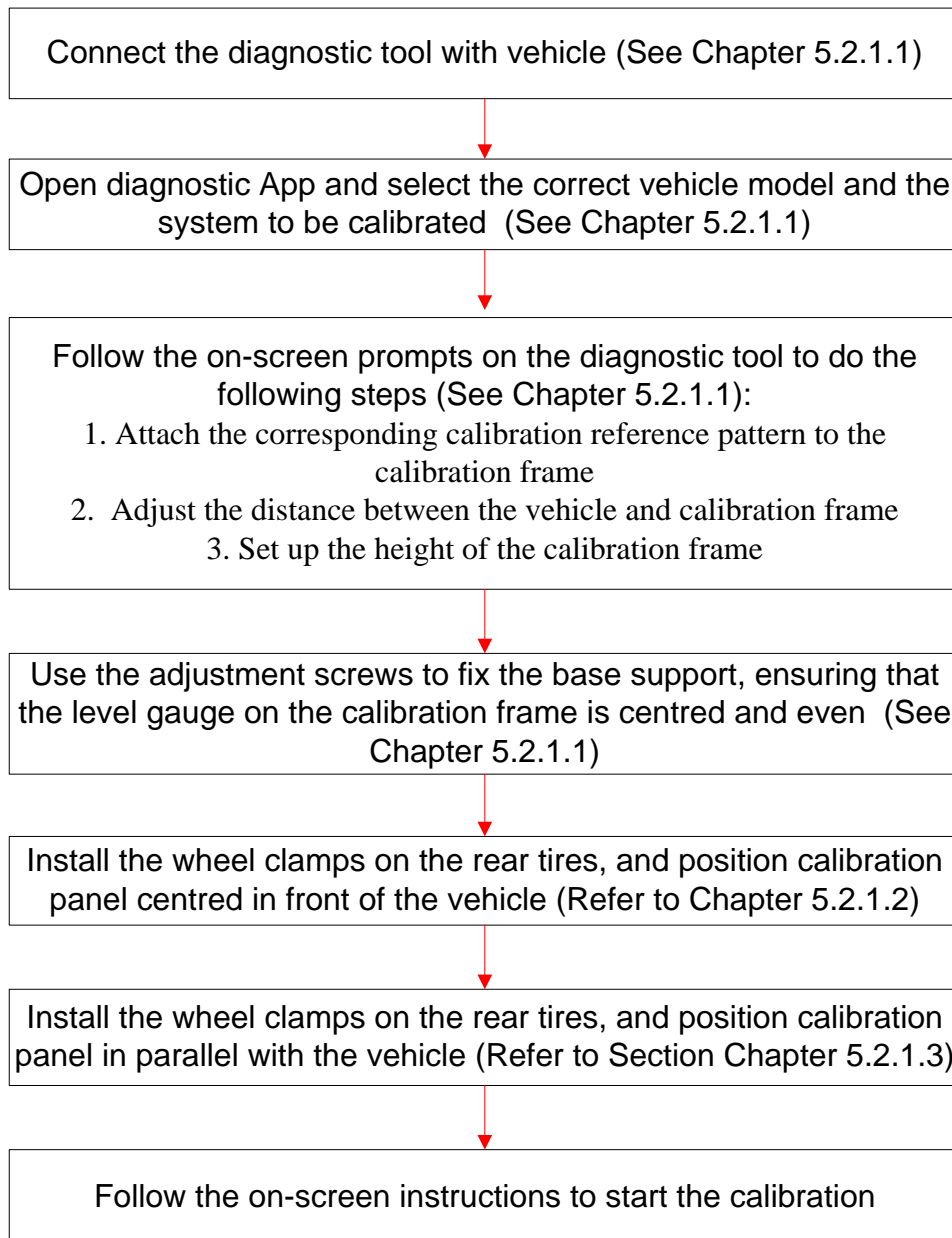 Connect the diagnostic tool with vehicle (See Chapter 5.2.1.1)
Open diagnostic App and select the correct vehicle model and the
system to be calibrated  (See Chapter 5.2.1.1)
Follow the on-screen prompts on the diagnostic tool to do the
following steps (See Chapter 5.2.1.1):
1. Attach the corresponding calibration reference pattern to the
calibration frame
2.  Adjust the distance between the vehicle and calibration frame
3. Set up the height of the calibration frame
Use the adjustment screws to fix the base support, ensuring that
the level gauge on the calibration frame is centred and even  (See
Chapter 5.2.1.1)
Install the wheel clamps on the rear tires, and position calibration
panel centred in front of the vehicle (Refer to Chapter 5.2.1.2)
Install the wheel clamps on the rear tires, and position calibration
panel in parallel with the vehicle (Refer to Section Chapter 5.2.1.3)
Follow the on-screen instructions to start the calibration